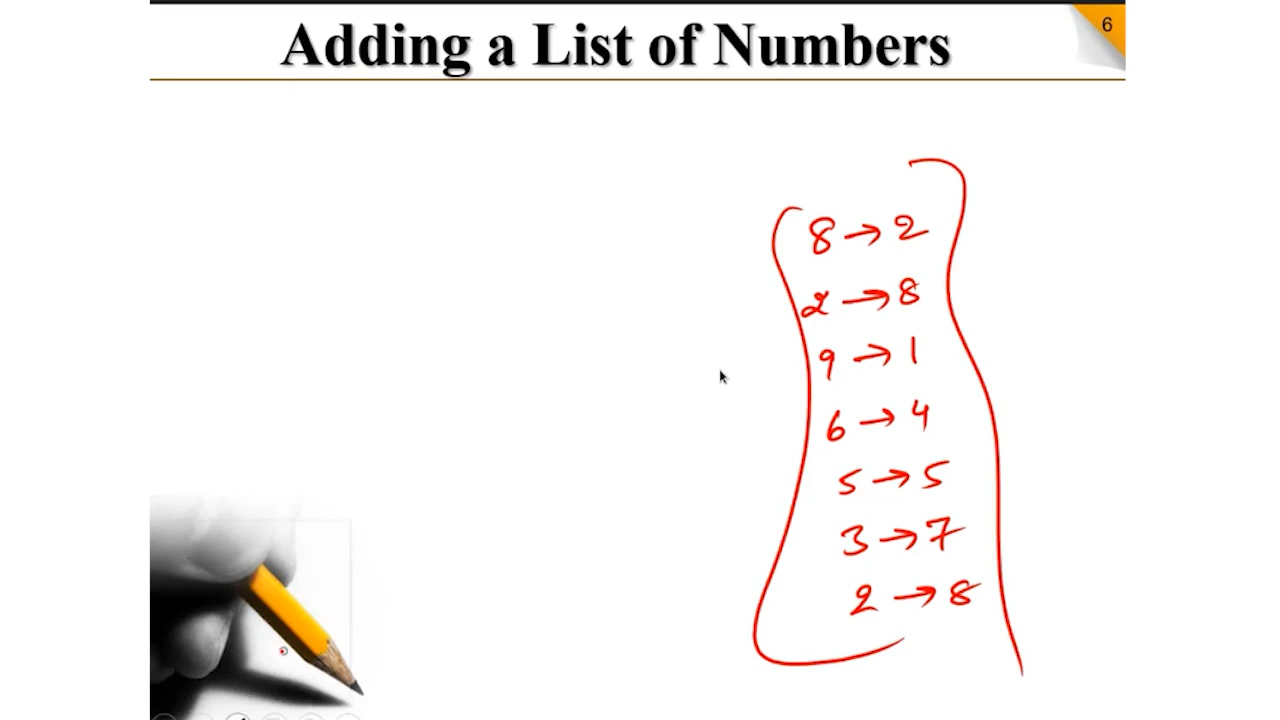 Adding a List of Numbers
6
8 → 2
2 → 8
9 → 1
6 → 4
5 → 5
3 → 7
2 → 8